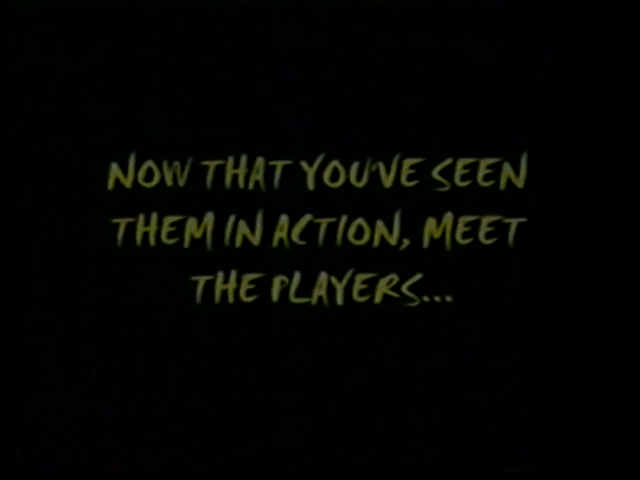 NOW THAT YOU'VE SEEN
THEM IN ACTION, MEET
THE PLAYERS...